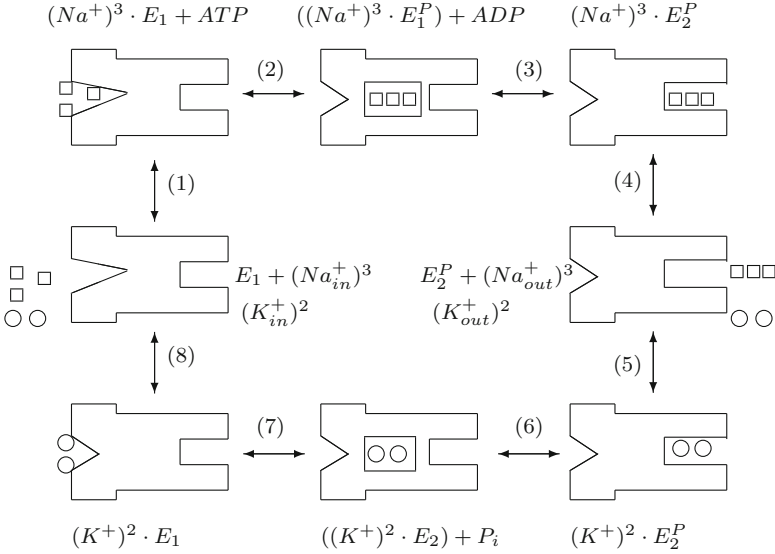 (Na⁺)³ · E₁ + ATP ((Na⁺)³ · E₁ᴾ) + ADP (Na⁺)³ · E₂ᴾ
(2) (3)
(1) (4)
E₁ + (Na⁺ᵢₙ)³ E₂ᴾ + (Na⁺ₒᵤₜ)³
(K⁺ᵢₙ)² (K⁺ₒᵤₜ)²
(8) (5)
(7) (6)
(K⁺)² · E₁ ((K⁺)² · E₂) + Pᵢ (K⁺)² · E₂ᴾ